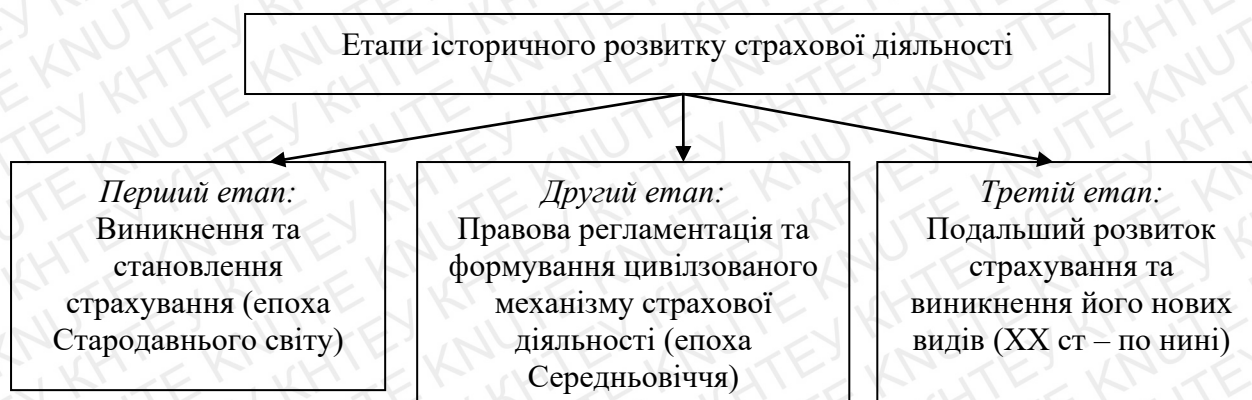 Етапи історичного розвитку страхової діяльності
Перший етап:
Виникнення та
становлення
страхування (епоха
Стародавнього світу)
Другий етап:
Правова регламентація та
формування цивілзованого
механізму страхової
діяльності (епоха
Середньовіччя)
Третій етап:
Подальший розвиток
страхування та
виникнення його нових
видів (ХХ ст – по нині)